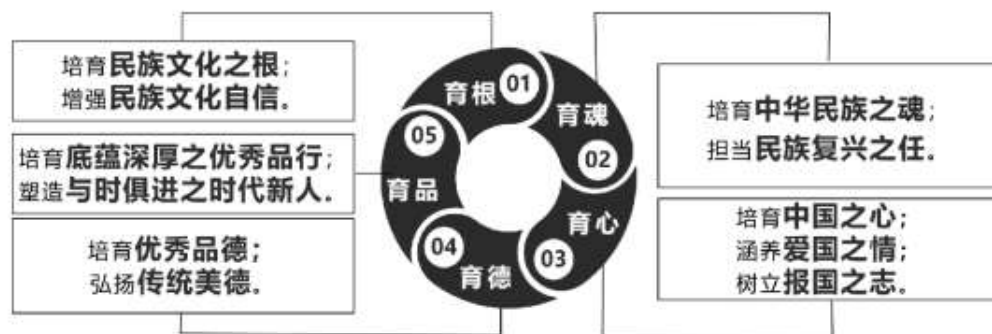 培育民族文化之根;
增强民族文化自信.
培育底蕴深厚之优秀品行;
塑造与时俱进之时代新人.
培育优秀品德;
弘扬传统美德.
育根 01
育魂 02
育心 03
育德 04
育品 05
培育中华民族之魂;
担当民族复兴之任.
培育中国之心;
涵养爱国之情;
树立报国之志.